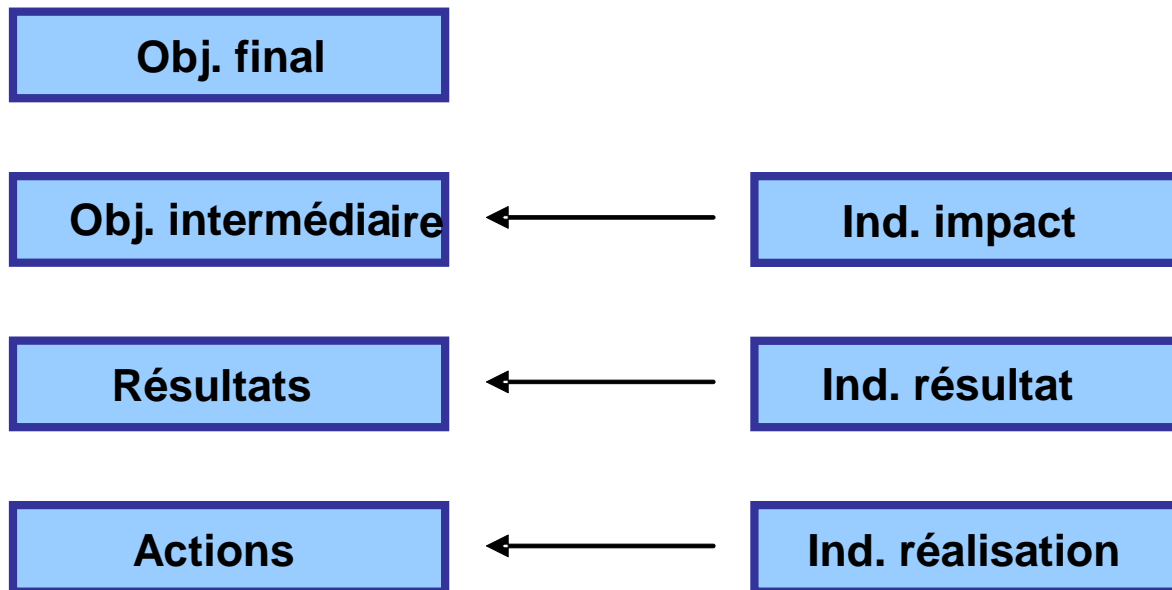 Obj. final
Obj. intermédiaire
Ind. impact
Résultats
Ind. résultat
Actions
Ind. réalisation